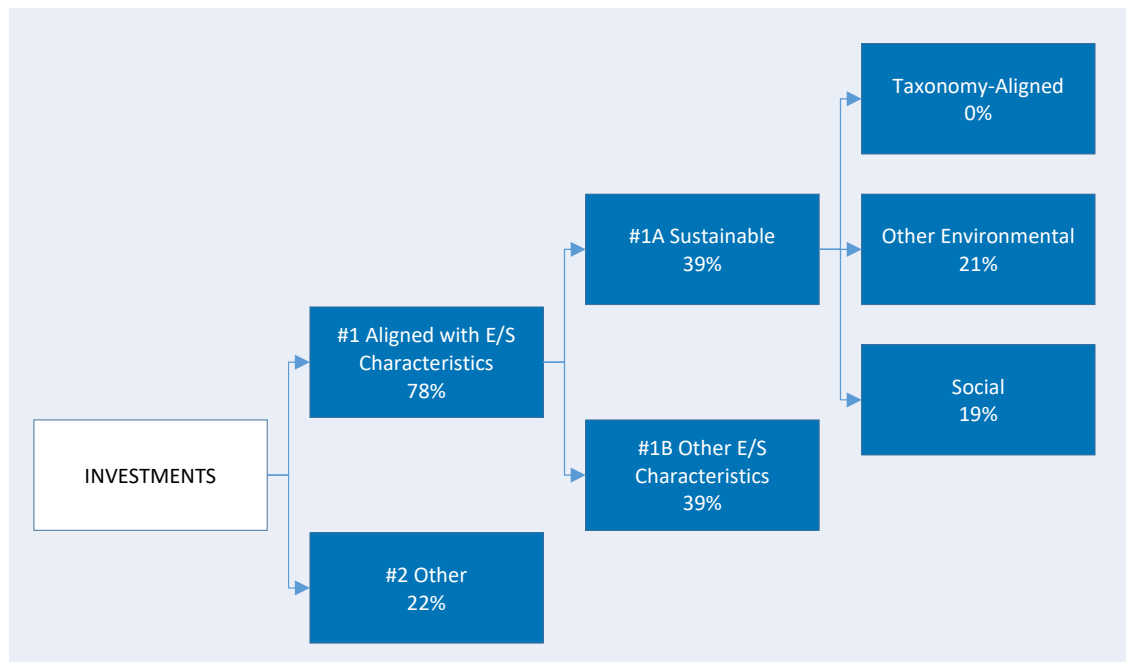 INVESTMENTS
#1 Aligned with E/S
Characteristics
78%
#2 Other
22%
#1A Sustainable
39%
#1B Other E/S
Characteristics
39%
Taxonomy-Aligned
0%
Other Environmental
21%
Social
19%